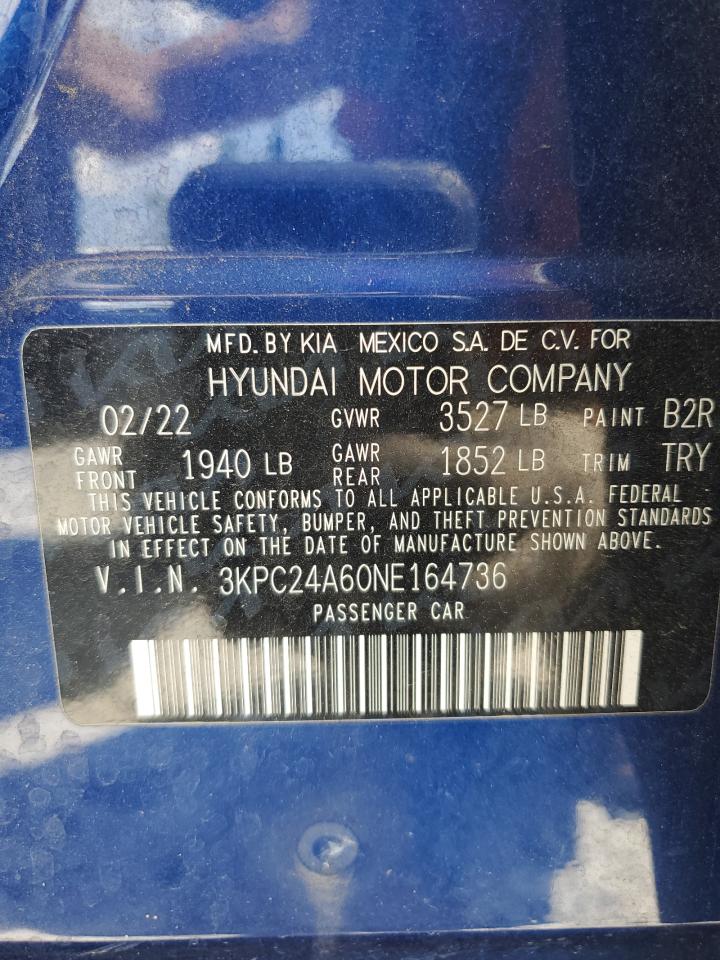 MFD. BY KIA MEXICO S.A. DE C.V. FOR
HYUNDAI MOTOR COMPANY
02/22 GVWR 3527 LB PAINT B2R
GAWR FRONT 1940 LB GAWR REAR 1852 LB TRIM TRY
THIS VEHICLE CONFORMS TO ALL APPLICABLE U.S.A. FEDERAL
MOTOR VEHICLE SAFETY, BUMPER, AND THEFT PREVENTION STANDARDS
IN EFFECT ON THE DATE OF MANUFACTURE SHOWN ABOVE.
V.I.N. 3KPC24A60NE164736
PASSENGER CAR